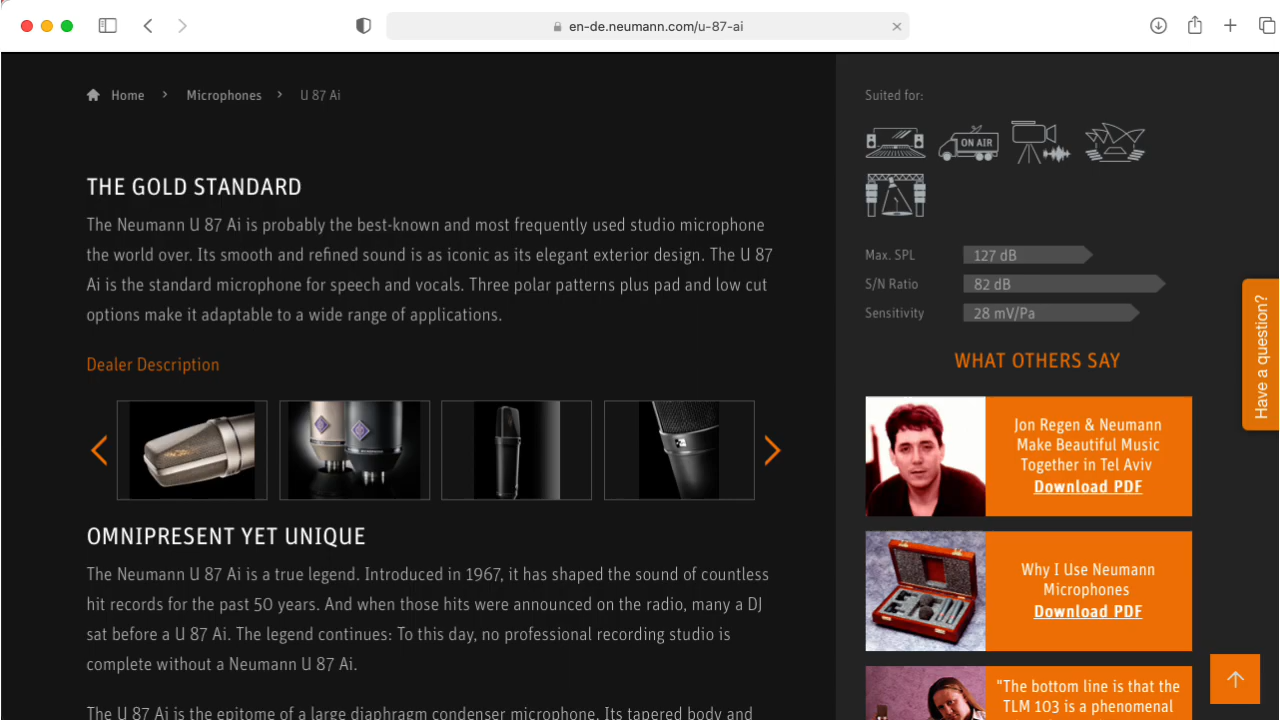 en-de.neumann.com/u-87-ai
Home
Microphones
U 87 Ai
THE GOLD STANDARD
The Neumann U 87 Ai is probably the best-known and most frequently used studio microphone
the world over. Its smooth and refined sound is as iconic as its elegant exterior design. The U 87
Ai is the standard microphone for speech and vocals. Three polar patterns plus pad and low cut
options make it adaptable to a wide range of applications.
Dealer Description
OMNIPRESENT YET UNIQUE
The Neumann U 87 Ai is a true legend. Introduced in 1967, it has shaped the sound of countless
hit records for the past 50 years. And when those hits were announced on the radio, many a DJ
sat before a U 87 Ai. The legend continues: To this day, no professional recording studio is
complete without a Neumann U 87 Ai.
The U 87 Ai is the epitome of a large diaphragm condenser microphone. Its tapered body and
Suited for:
ON AIR
Max. SPL 127 dB
S/N Ratio 82 dB
Sensitivity 28 mV/Pa
WHAT OTHERS SAY
Jon Regen & Neumann
Make Beautiful Music
Together in Tel Aviv
Download PDF
Why I Use Neumann
Microphones
Download PDF
"The bottom line is that the
TLM 103 is a phenomenal
Have a question?